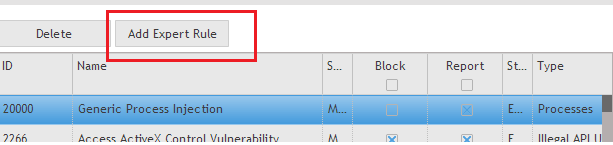 Delete Add Expert Rule
ID Name S... Block Report St... Type
20000 Generic Process Injection M... E... Processes
2266 Access ActiveX Control Vulnerability M E Illegal API U